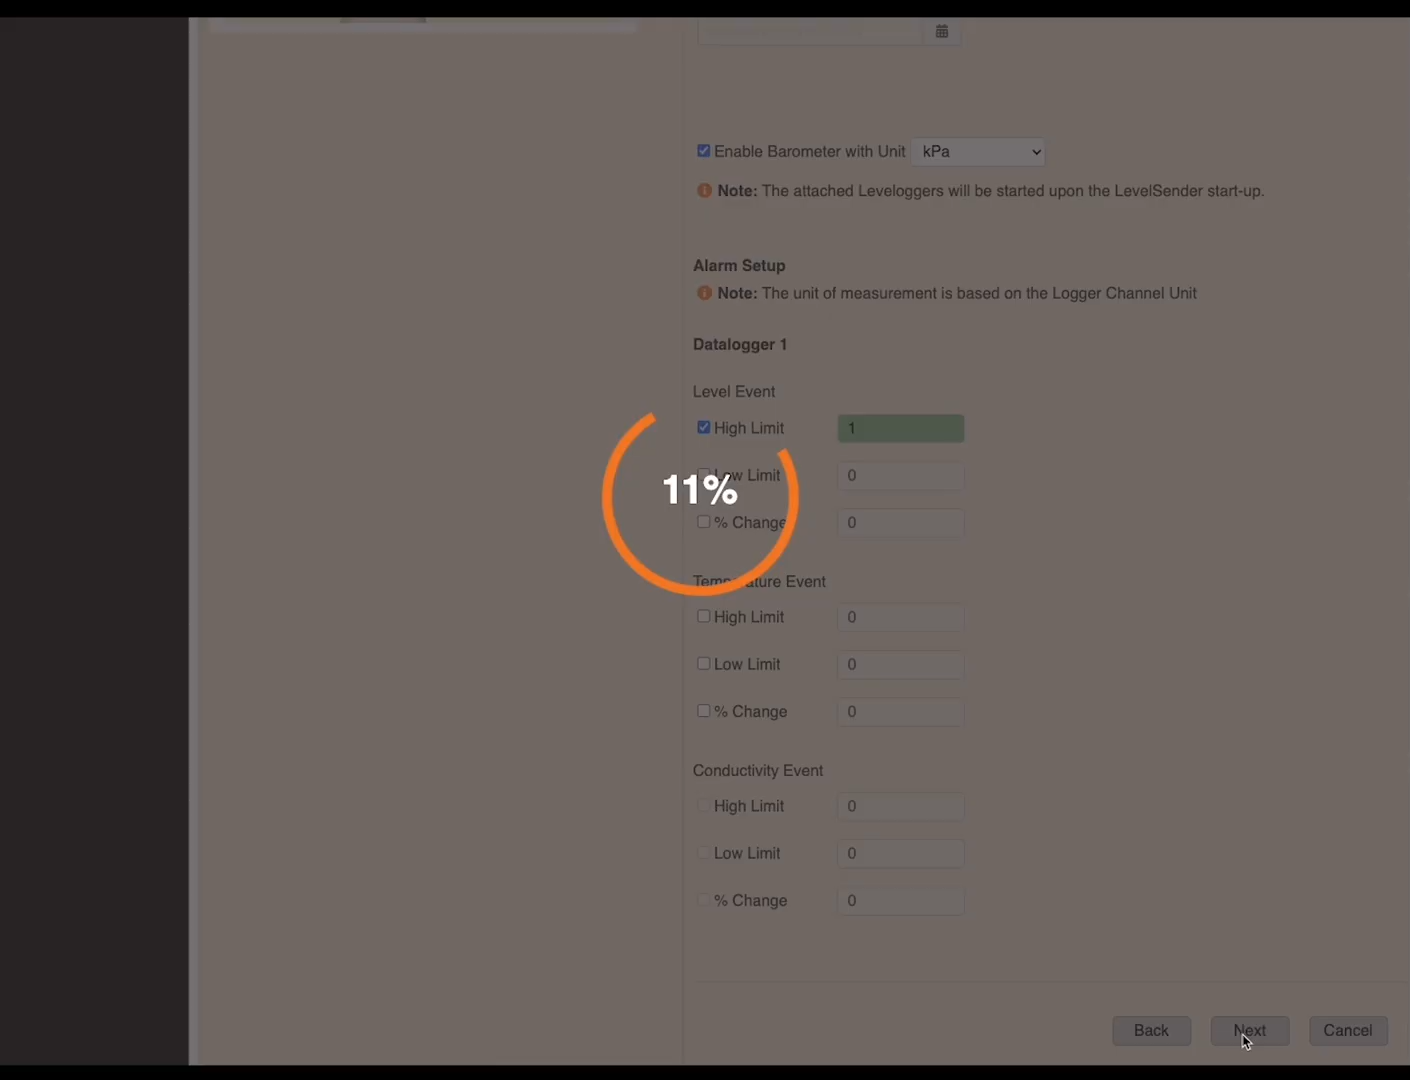 Enable Barometer with Unit kPa
Note: The attached Leveloggers will be started upon the LevelSender start-up.
Alarm Setup
Note: The unit of measurement is based on the Logger Channel Unit
Datalogger 1
Level Event
High Limit 1
Low Limit 0
11%
% Change 0
Temperature Event
High Limit 0
Low Limit 0
% Change 0
Conductivity Event
High Limit 0
Low Limit 0
% Change 0
Back Next Cancel